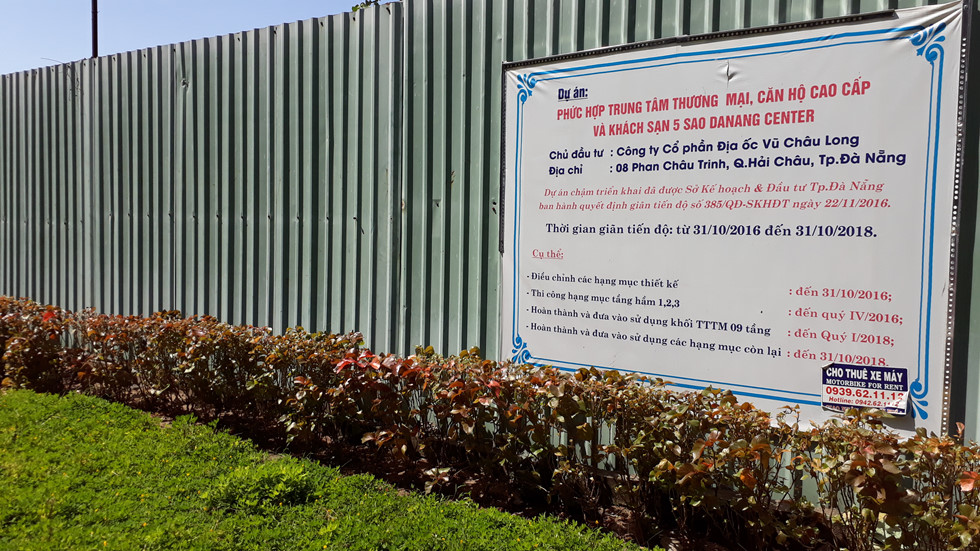 Dự án:
PHỨC HỢP TRUNG TÂM THƯƠNG MẠI, CĂN HỘ CAO CẤP
VÀ KHÁCH SẠN 5 SAO DANANG CENTER
Chủ đầu tư : Công ty Cổ phần Địa ốc Vũ Châu Long
Địa chỉ : 08 Phan Châu Trinh, Q.Hải Châu, Tp.Đà Nẵng
Dự án chậm triển khai đã được Sở Kế hoạch & Đầu tư Tp.Đà Nẵng
ban hành quyết định giãn tiến độ số 385/QĐ-SKHĐT ngày 22/11/2016.
Thời gian giãn tiến độ: từ 31/10/2016 đến 31/10/2018.
Cụ thể:
- Điều chỉnh các hạng mục thiết kế : đến 31/10/2016;
- Thi công hạng mục tầng hầm 1,2,3 : đến quý IV/2016;
- Hoàn thành và đưa vào sử dụng khối TTTM 09 tầng : đến Quý I/2018;
- Hoàn thành và đưa vào sử dụng các hạng mục còn lại : đến 31/10/2018.
CHO THUÊ XE MÁY
MOTORBIKE FOR RENT
0939.62.11.13
Hotline: 0942.62.